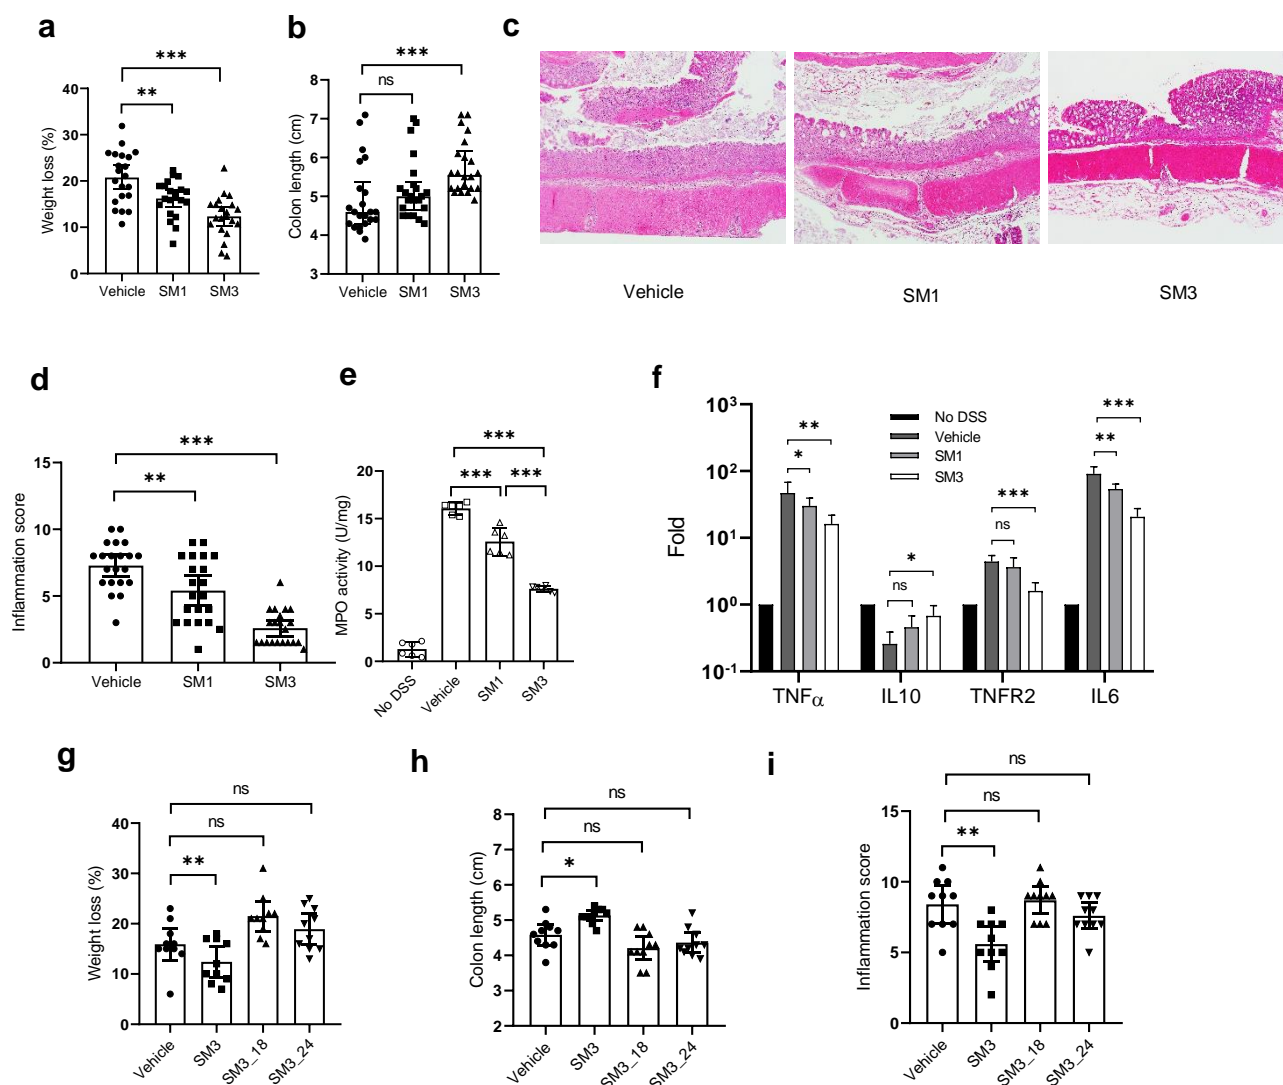 a
Weight loss (%)
40
30
20
10
0
***
**
Vehicle SM1 SM3
b
Colon length (cm)
8
7
6
5
4
3
***
ns
Vehicle SM1 SM3
c
Vehicle
SM1
SM3
d
Inflammation score
15
10
5
0
***
**
Vehicle SM1 SM3
e
MPO activity (U/mg)
20
15
10
5
0
***
*** ***
No DSS Vehicle SM1 SM3
f
Fold
10³
10²
10¹
10⁰
10⁻¹
No DSS
Vehicle
SM1
SM3
**
*
*
ns
***
ns
***
**
TNFα IL10 TNFR2 IL6
g
Weight loss (%)
40
30
20
10
0
ns
ns
**
Vehicle SM3 SM3_18 SM3_24
h
Colon length (cm)
8
7
6
5
4
3
2
ns
ns
*
Vehicle SM3 SM3_18 SM3_24
i
Inflammation score
15
10
5
0
ns
ns
**
Vehicle SM3 SM3_18 SM3_24